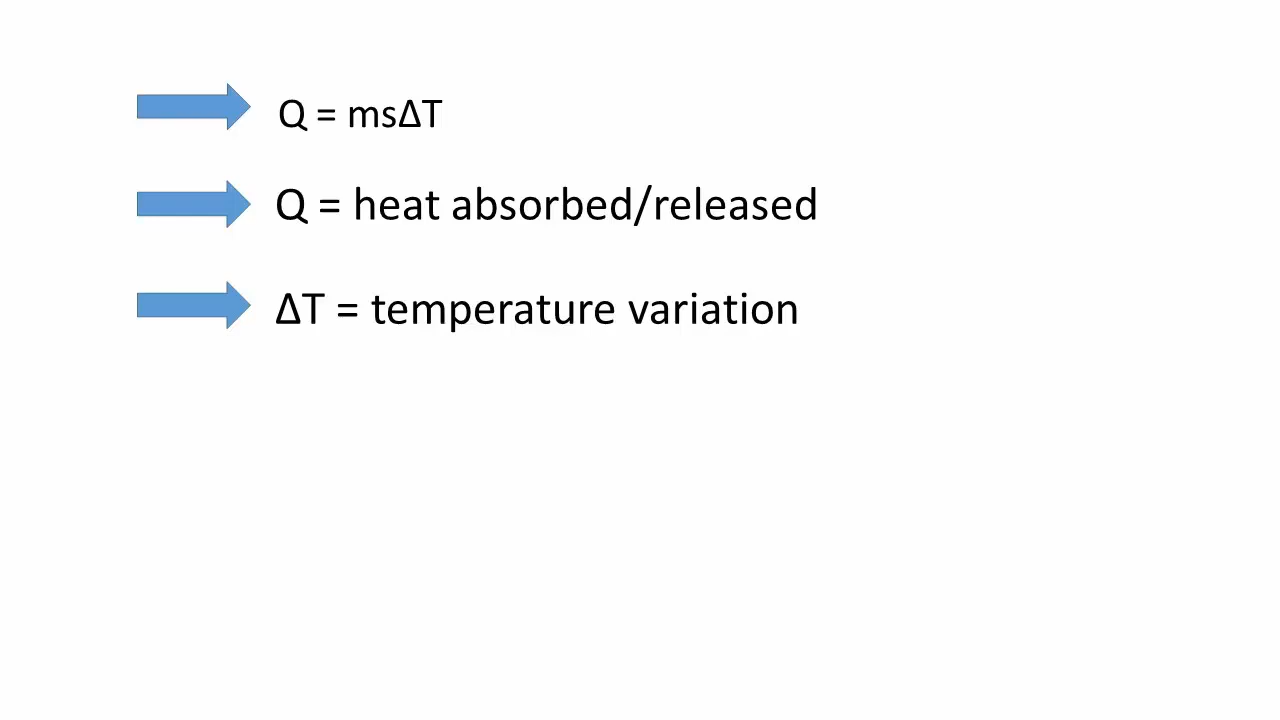 Q = msΔT
Q = heat absorbed/released
ΔT = temperature variation